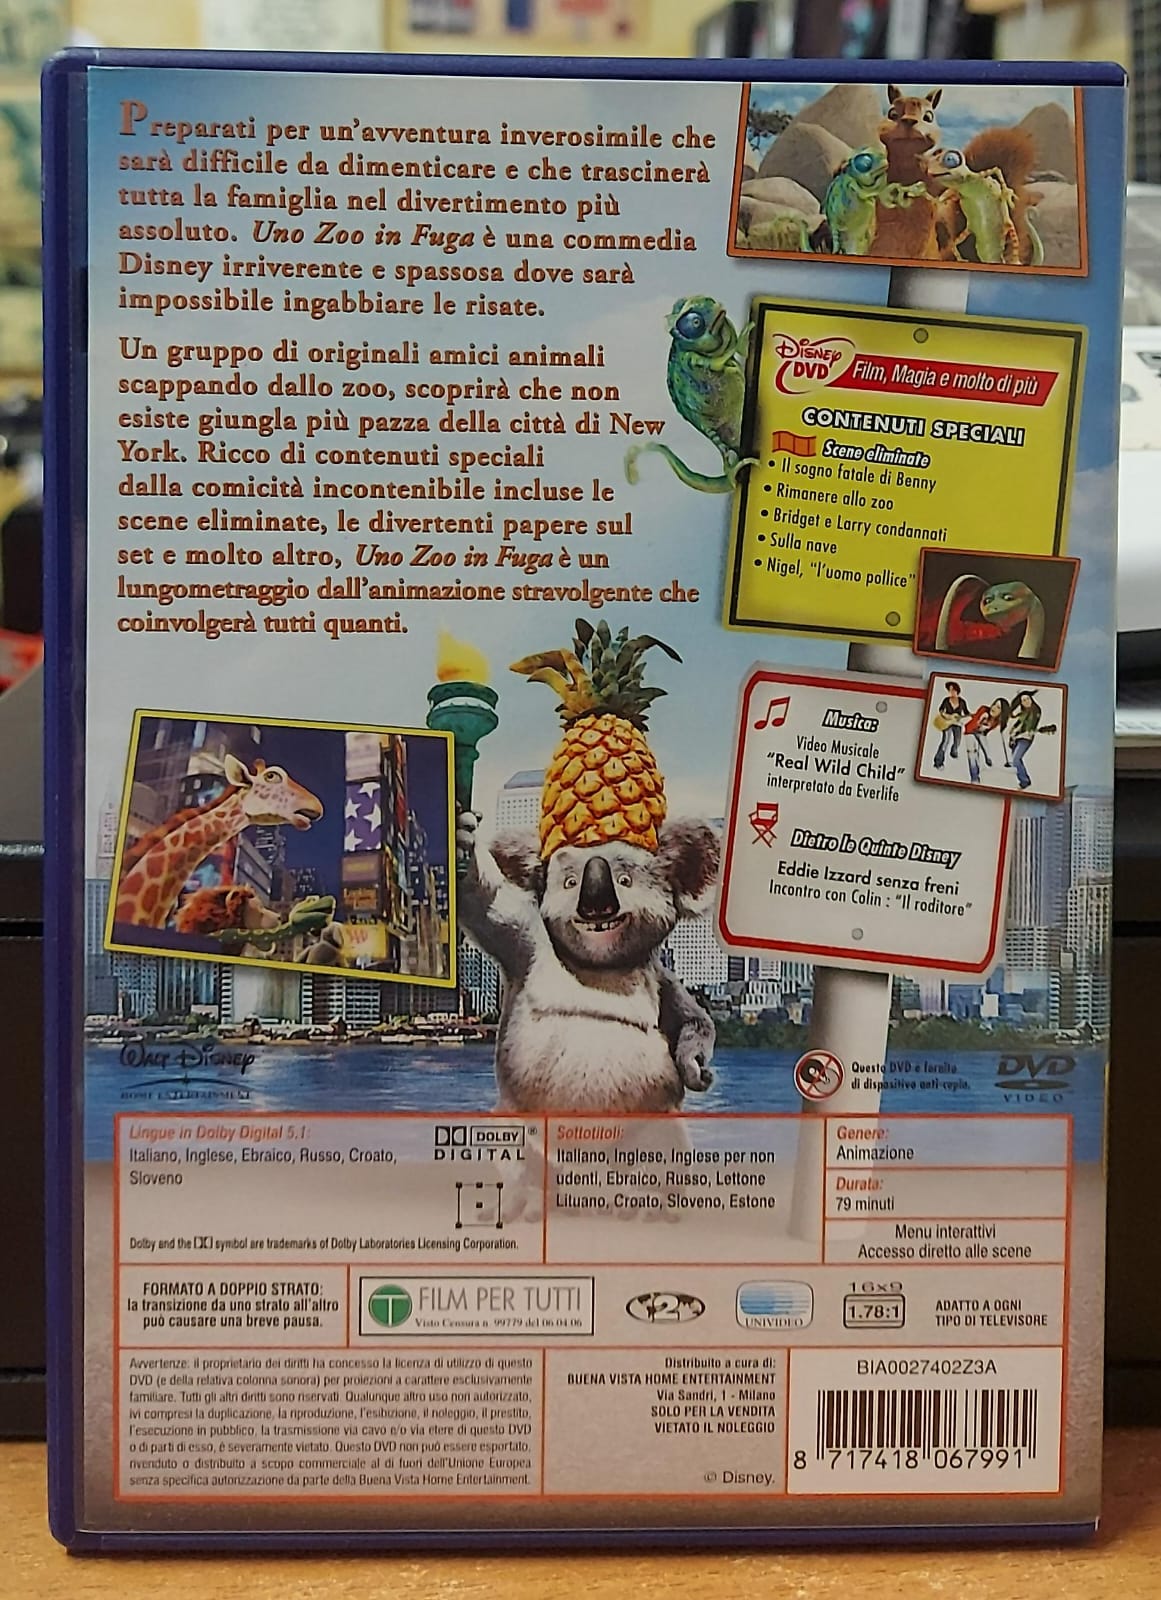 Preparati per un'avventura inverosimile che
sarà difficile da dimenticare e che trascinerà
tutta la famiglia nel divertimento più
assoluto. Uno Zoo in Fuga è una commedia
Disney irriverente e spassosa dove sarà
impossibile ingabbiare le risate.
Un gruppo di originali amici animali
scappando dallo zoo, scoprirà che non
esiste giungla più pazza della città di New
York. Ricco di contenuti speciali
dalla comicità incontenibile incluse le
scene eliminate, le divertenti papere sul
set e molto altro, Uno Zoo in Fuga è un
lungometraggio dall'animazione stravolgente che
coinvolgerà tutti quanti.
Disney DVD
Film, Magia e molto di più
CONTENUTI SPECIALI
Scene eliminate
• Il sogno fatale di Benny
• Rimanere allo zoo
• Bridget e Larry condannati
• Sulla nave
• Nigel, "l'uomo pollice"
Musica:
Video Musicale
"Real Wild Child"
interpretato da Everlife
Dietro le Quinte Disney
Eddie Izzard senza freni
Incontro con Colin : "Il roditore"
WALT DISNEY
HOME ENTERTAINMENT
Questo DVD è fornito
di dispositivo anti-copia.
DVD
VIDEO
Lingue in Dolby Digital 5.1:
Italiano, Inglese, Ebraico, Russo, Croato,
Sloveno
DOLBY®
DIGITAL
Dolby and the symbol are trademarks of Dolby Laboratories Licensing Corporation.
Sottotitoli:
Italiano, Inglese, Inglese per non
udenti, Ebraico, Russo, Lettone
Lituano, Croato, Sloveno, Estone
Genere:
Animazione
Durata:
79 minuti
Menu interattivi
Accesso diretto alle scene
FORMATO A DOPPIO STRATO:
la transizione da uno strato all'altro
può causare una breve pausa.
T FILM PER TUTTI
Visto Censura n. 99779 del 06.04.06
2
UNIVIDEO
16x9
1.78:1
ADATTO A OGNI
TIPO DI TELEVISORE
Avvertenze: il proprietario dei diritti ha concesso la licenza di utilizzo di questo
DVD (e della relativa colonna sonora) per proiezioni a carattere esclusivamente
familiare. Tutti gli altri diritti sono riservati. Qualunque altro uso non autorizzato,
ivi compresi la duplicazione, la riproduzione, l'esibizione, il noleggio, il prestito,
l'esecuzione in pubblico, la trasmissione via cavo e/o via etere di questo DVD
o di parti di esso, è severamente vietato. Questo DVD non può essere esportato,
rivenduto o distribuito a scopo commerciale al di fuori dell'Unione Europea
senza specifica autorizzazione da parte della Buena Vista Home Entertainment.
Distribuito a cura di:
BUENA VISTA HOME ENTERTAINMENT
Via Sandri, 1 - Milano
SOLO PER LA VENDITA
VIETATO IL NOLEGGIO
© Disney.
BIA0027402Z3A
8 717418 067991